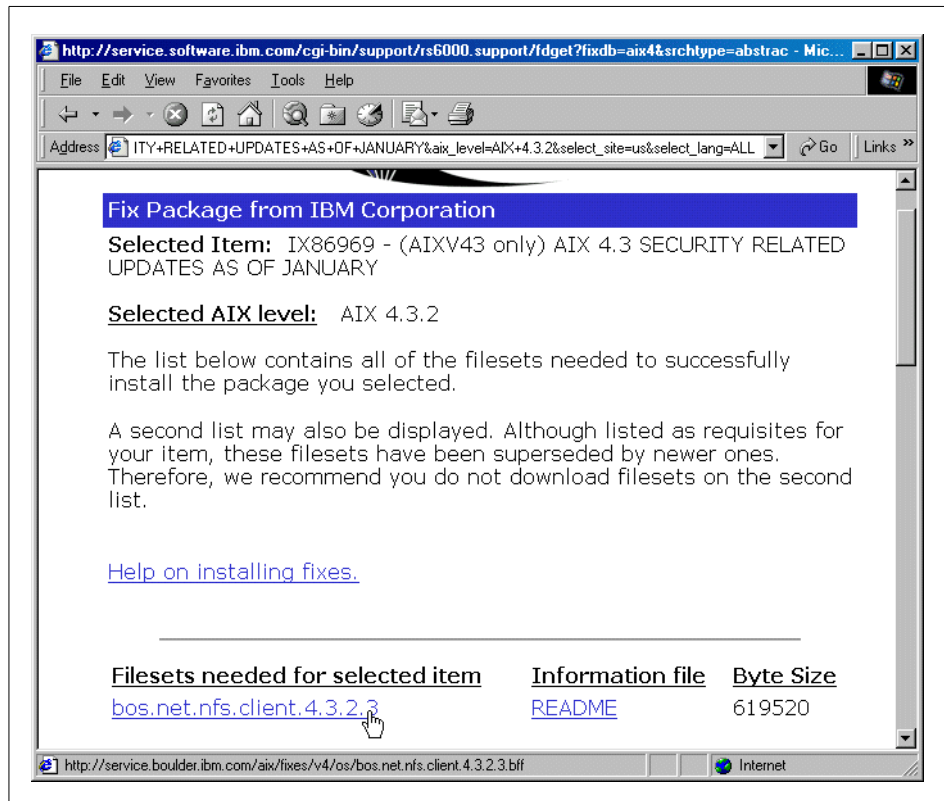 http://service.software.ibm.com/cgi-bin/support/rs6000.support/fdget?fixdb=aix4&srchtype=abstrac - Mic...
File Edit View Favorites Tools Help
Address ITY+RELATED+UPDATES+AS+OF+JANUARY&aix_level=AIX+4.3.2&select_site=us&select_lang=ALL Go Links »
Fix Package from IBM Corporation
Selected Item: IX86969 - (AIXV43 only) AIX 4.3 SECURITY RELATED
UPDATES AS OF JANUARY
Selected AIX level: AIX 4.3.2
The list below contains all of the filesets needed to successfully
install the package you selected.
A second list may also be displayed. Although listed as requisites for
your item, these filesets have been superseded by newer ones.
Therefore, we recommend you do not download filesets on the second
list.
Help on installing fixes.
Filesets needed for selected item Information file Byte Size
bos.net.nfs.client.4.3.2.3 README 619520
http://service.boulder.ibm.com/aix/fixes/v4/os/bos.net.nfs.client.4.3.2.3.bff Internet